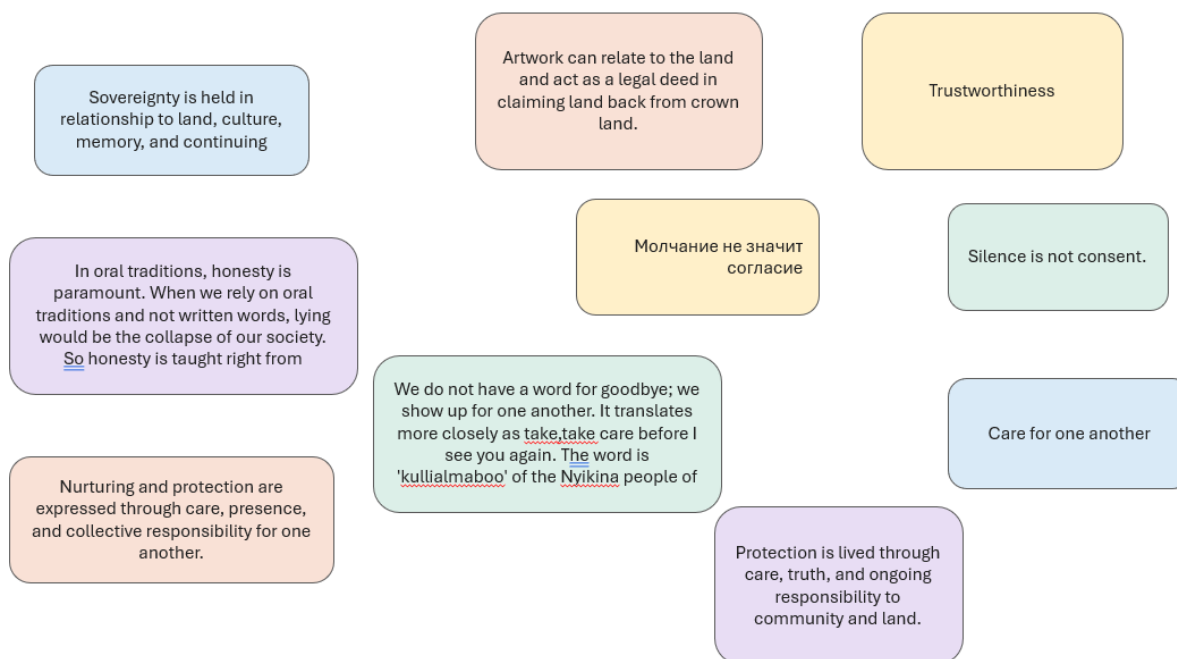 Artwork can relate to the land
and act as a legal deed in
claiming land back from crown
land.
Trustworthiness
Sovereignty is held in
relationship to land, culture,
memory, and continuing
Молчание не значит
согласие
Silence is not consent.
In oral traditions, honesty is
paramount. When we rely on oral
traditions and not written words, lying
would be the collapse of our society.
So honesty is taught right from
We do not have a word for goodbye; we
show up for one another. It translates
more closely as take,take care before I
see you again. The word is
'kullialmaboo' of the Nyikina people of
Care for one another
Nurturing and protection are
expressed through care, presence,
and collective responsibility for one
another.
Protection is lived through
care, truth, and ongoing
responsibility to
community and land.